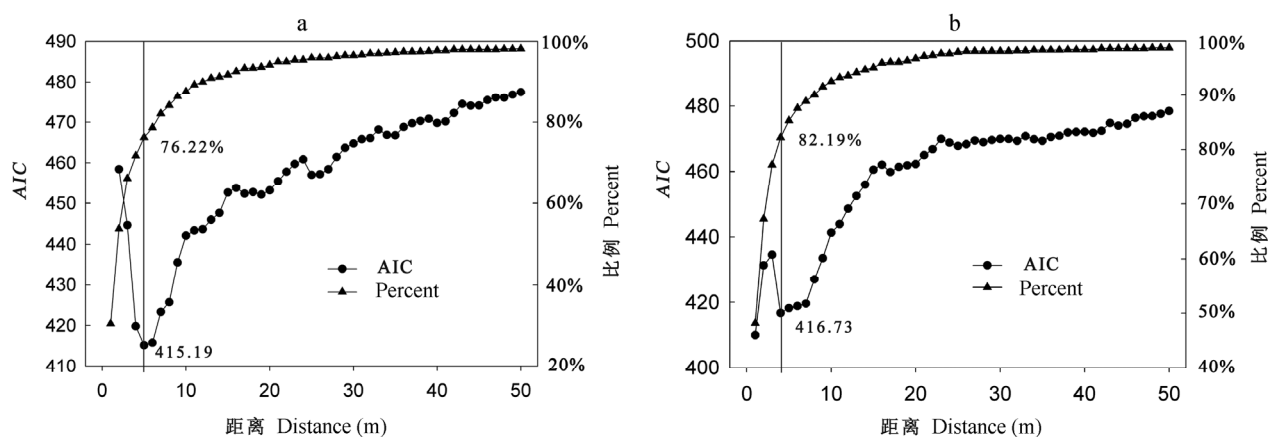 a
490
480
470
460
450
440
430
420
410
AIC
100%
80%
60%
40%
20%
比例 Percent
76.22%
415.19
AIC
Percent
0 10 20 30 40 50
距离 Distance (m)
b
500
480
460
440
420
400
AIC
100%
90%
80%
70%
60%
50%
40%
比例 Percent
82.19%
416.73
AIC
Percent
0 10 20 30 40 50
距离 Distance (m)